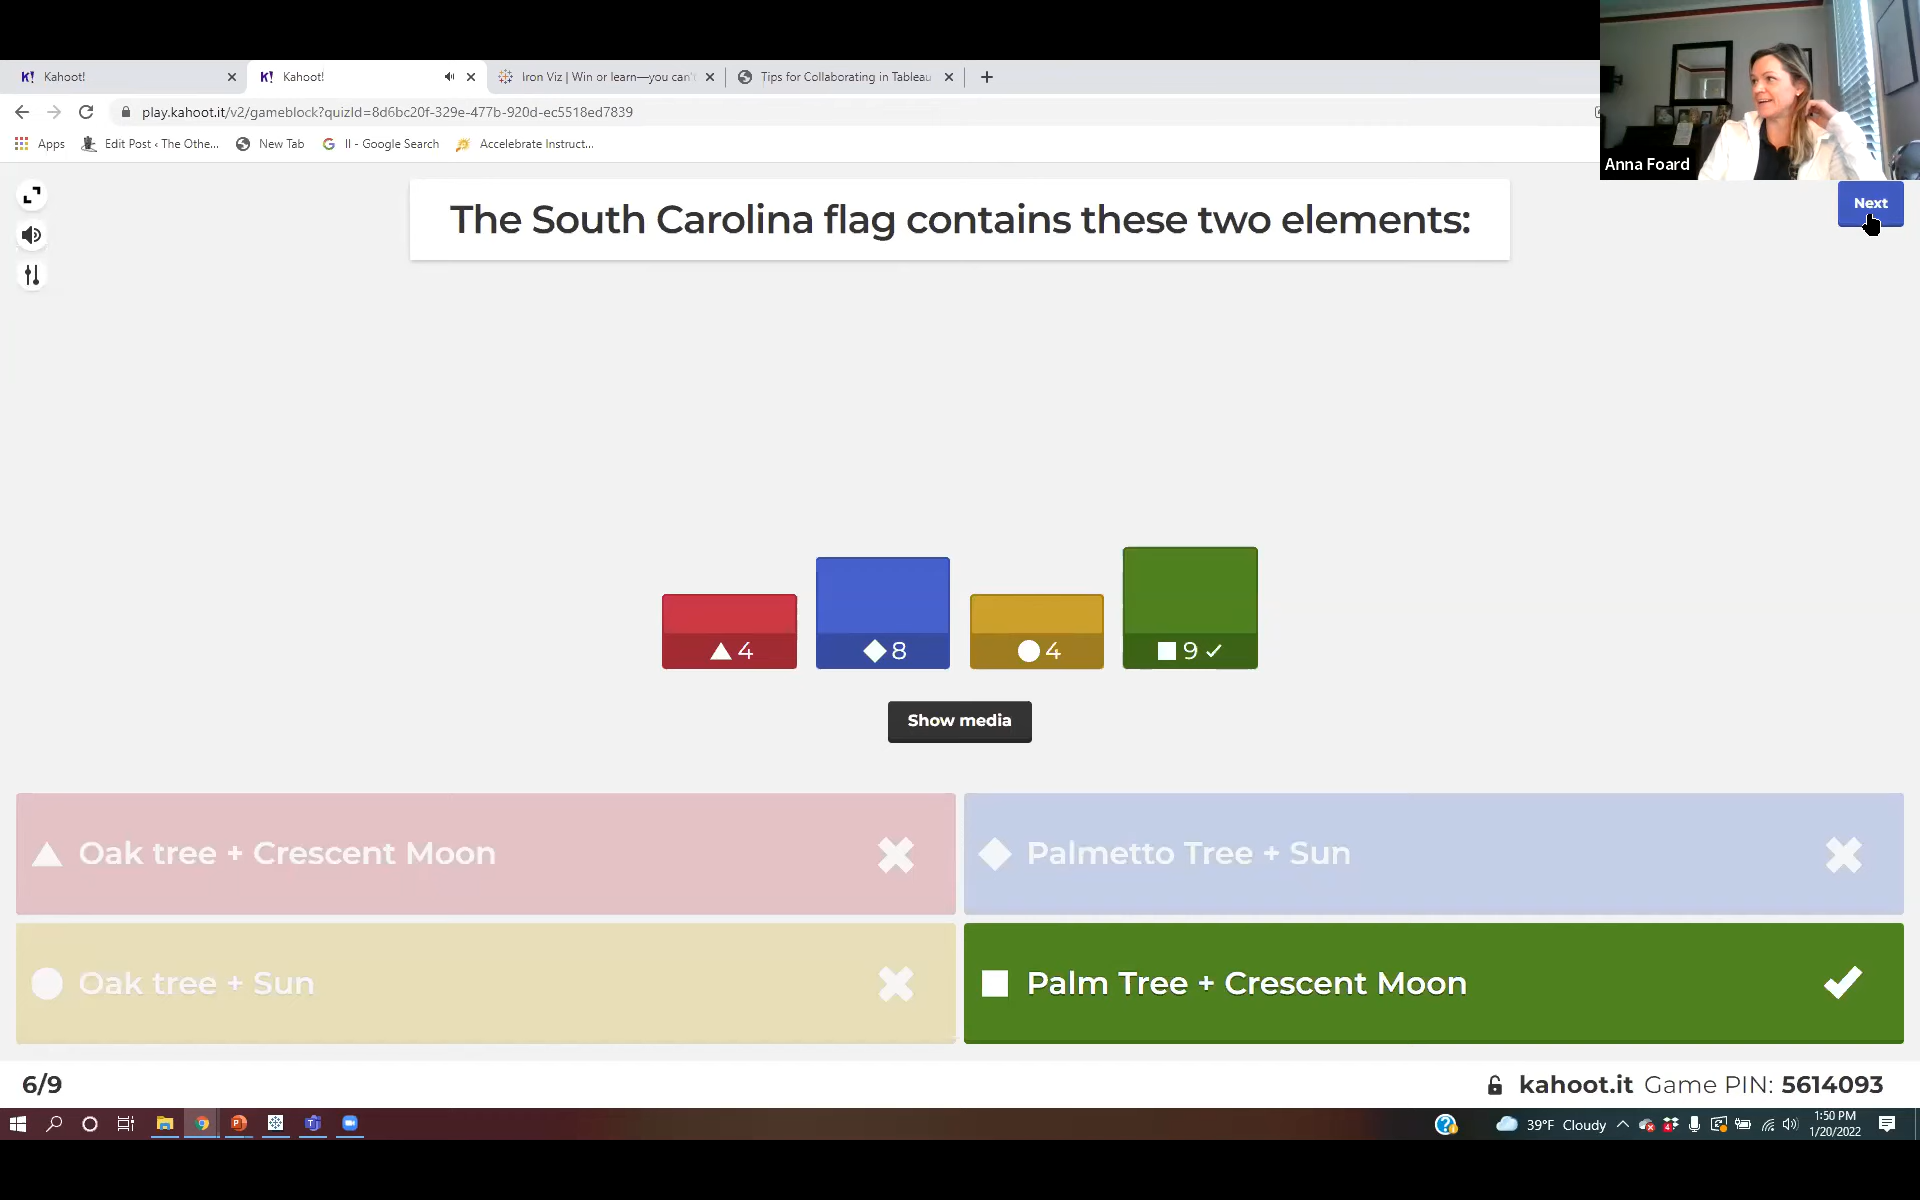 Kahoot!
Kahoot!
Iron Viz | Win or learn—you can'
Tips for Collaborating in Tableau
play.kahoot.it/v2/gameblock?quizId=8d6bc20f-329e-477b-920d-ec5518ed7839
Apps
Edit Post ‹ The Othe...
New Tab
II - Google Search
Accelebrate Instruct...
Anna Foard
Next
The South Carolina flag contains these two elements:
4
8
4
9
Show media
Oak tree + Crescent Moon
Palmetto Tree + Sun
Oak tree + Sun
Palm Tree + Crescent Moon
6/9
kahoot.it Game PIN: 5614093
39°F Cloudy
1:50 PM
1/20/2022